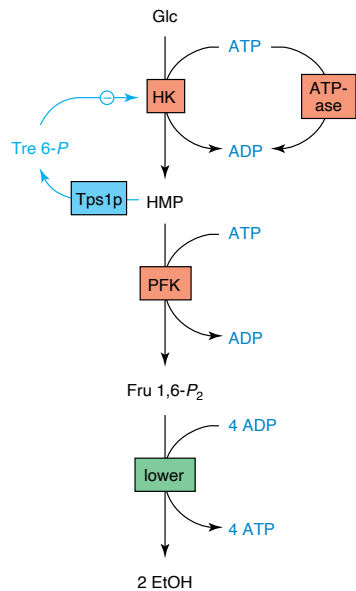 Glc
ATP
HK
ATP-
ase
Tre 6-P
ADP
Tps1p
HMP
ATP
PFK
ADP
Fru 1,6-P₂
4 ADP
lower
4 ATP
2 EtOH